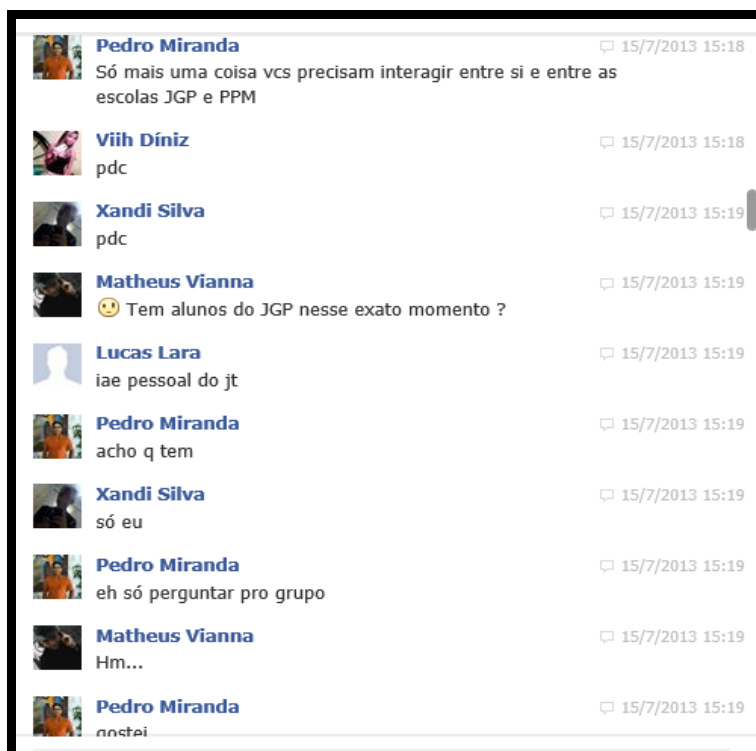 Pedro Miranda 15/7/2013 15:18
Só mais uma coisa vcs precisam interagir entre si e entre as
escolas JGP e PPM
Viih Díniz 15/7/2013 15:18
pdc
Xandi Silva 15/7/2013 15:19
pdc
Matheus Vianna 15/7/2013 15:19
Tem alunos do JGP nesse exato momento ?
Lucas Lara 15/7/2013 15:19
iae pessoal do jt
Pedro Miranda 15/7/2013 15:19
acho q tem
Xandi Silva 15/7/2013 15:19
só eu
Pedro Miranda 15/7/2013 15:19
eh só perguntar pro grupo
Matheus Vianna 15/7/2013 15:19
Hm...
Pedro Miranda 15/7/2013 15:19
gostei